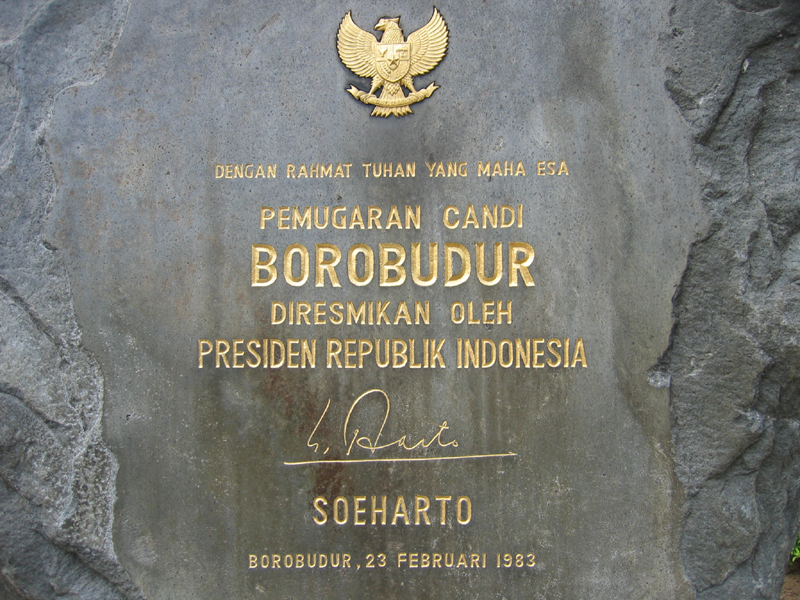 DENGAN RAHMAT TUHAN YANG MAHA ESA
PEMUGARAN CANDI
BOROBUDUR
DIRESMIKAN OLEH
PRESIDEN REPUBLIK INDONESIA
SOEHARTO
BOROBUDUR, 23 FEBRUARI 1983